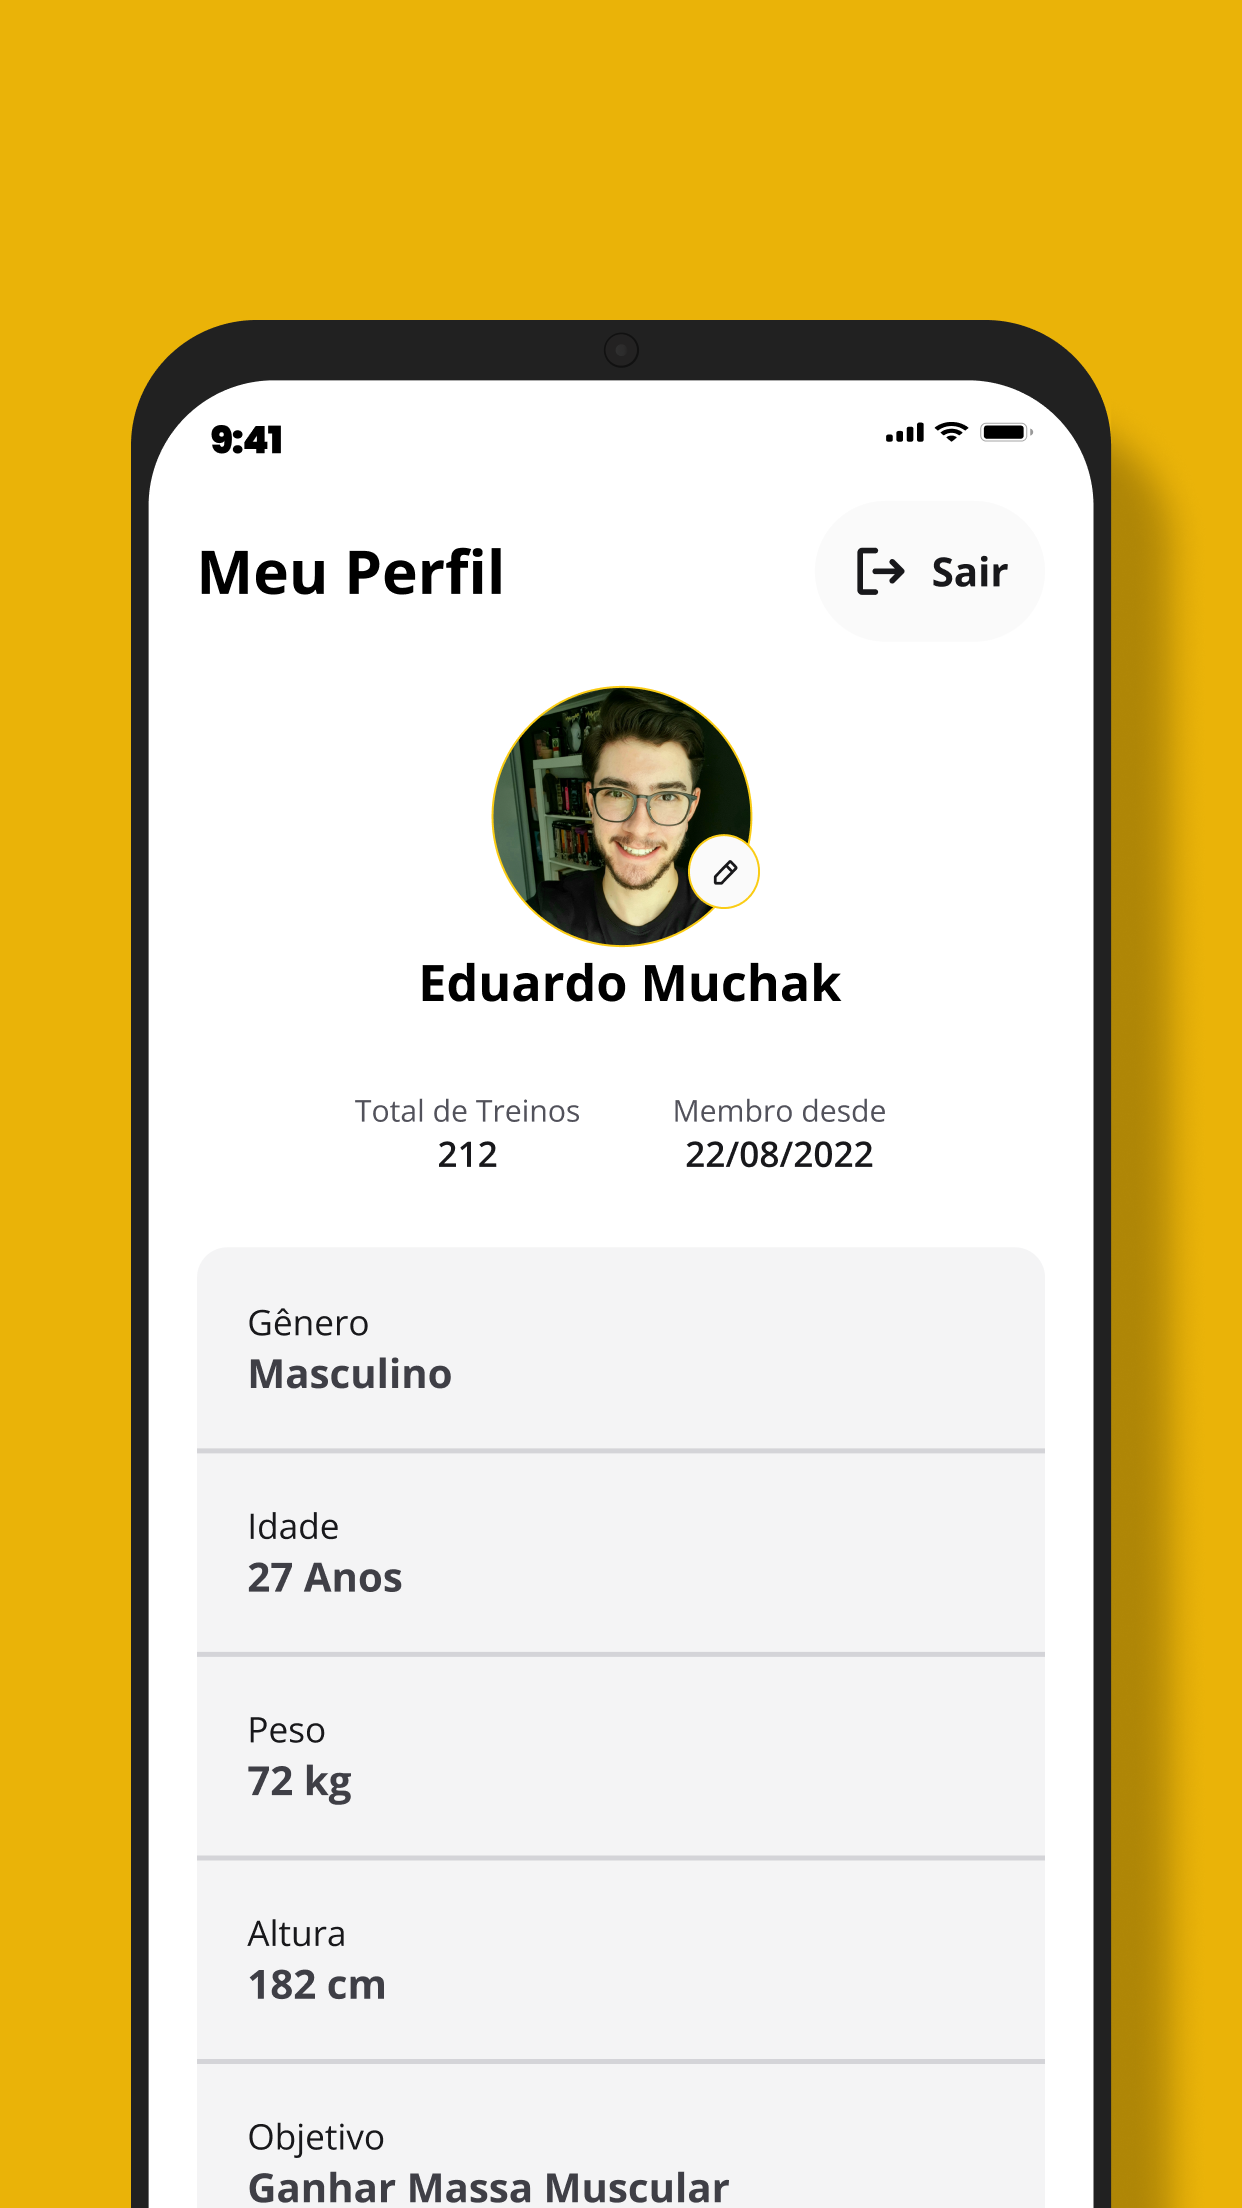 9:41
Meu Perfil
Sair
Eduardo Muchak
Total de Treinos
212
Membro desde
22/08/2022
Gênero
Masculino
Idade
27 Anos
Peso
72 kg
Altura
182 cm
Objetivo
Ganhar Massa Muscular